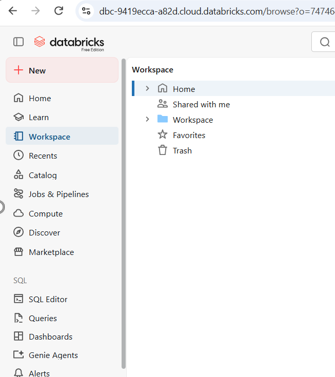 dbc-9419ecca-a82d.cloud.databricks.com/browse?o=74746
databricks
Free Edition
New
Home
Learn
Workspace
Recents
Catalog
Jobs & Pipelines
Compute
Discover
Marketplace
SQL
SQL Editor
Queries
Dashboards
Genie Agents
Alerts
Workspace
Home
Shared with me
Workspace
Favorites
Trash